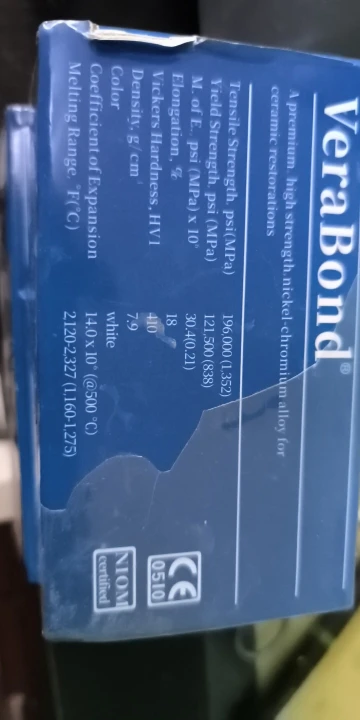 VeraBond®
A premium, high strength, nickel-chromium alloy for
ceramic restorations
Tensile Strength, psi(MPa) 196,000 (1,352)
Yield Strength, psi (MPa) 121,500 (838)
M. of E., psi (MPa) x 10⁶ 30.4(0.21)
Elongation, % 18
Vickers Hardness, HV1
Density, g/cm³ 7.9
Color white
Coefficient of Expansion 14.0 x 10⁻⁶ (@500 °C)
Melting Range, °F(°C) 2,120-2,327 (1,160-1,275)
CE
0510
NIOM
certified